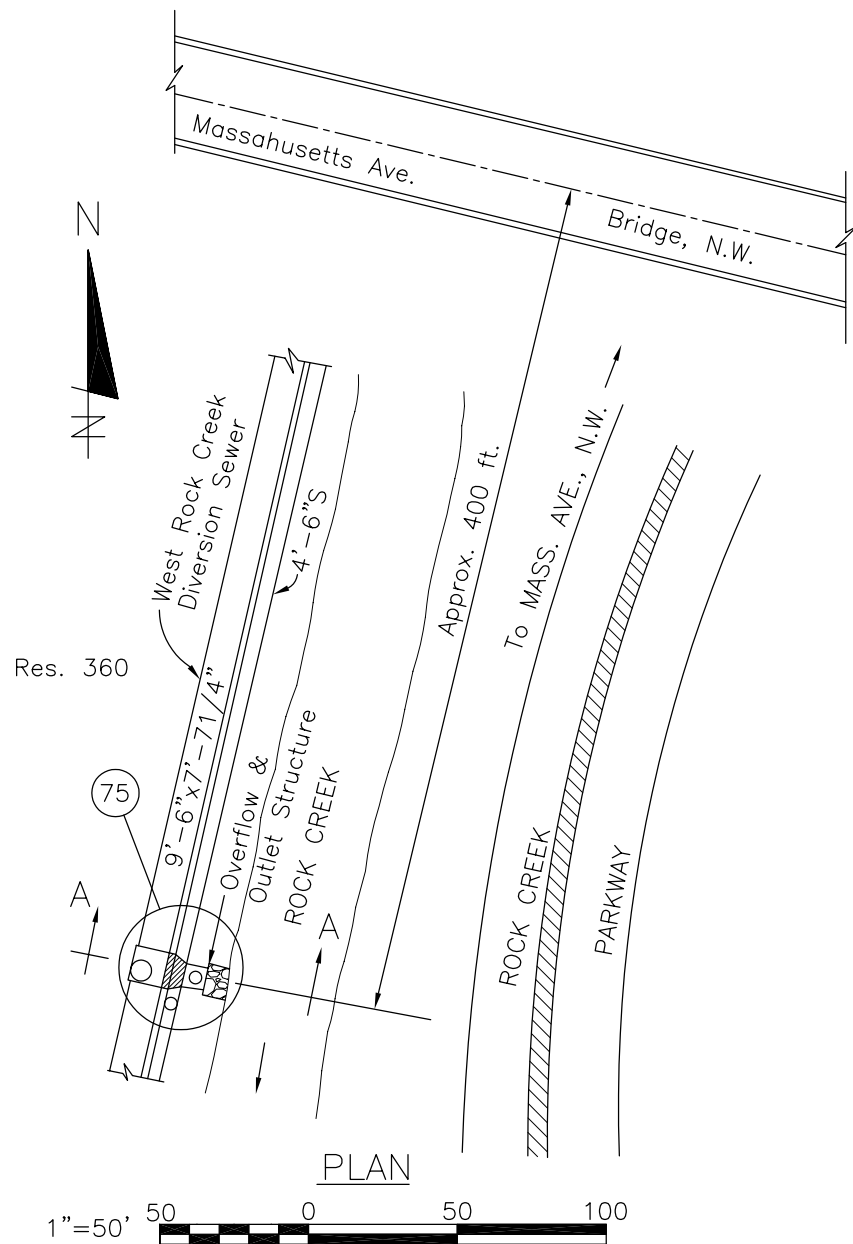 Massahusetts Ave.
Bridge, N.W.
N
N
West Rock Creek
Diversion Sewer
4'-6"S
Approx. 400 ft.
To MASS. AVE., N.W.
Res. 360
9'-6"x7'-71/4"
Overflow &
Outlet Structure
ROCK CREEK
75
ROCK CREEK
PARKWAY
A
A
PLAN
1"=50'
50 0 50 100